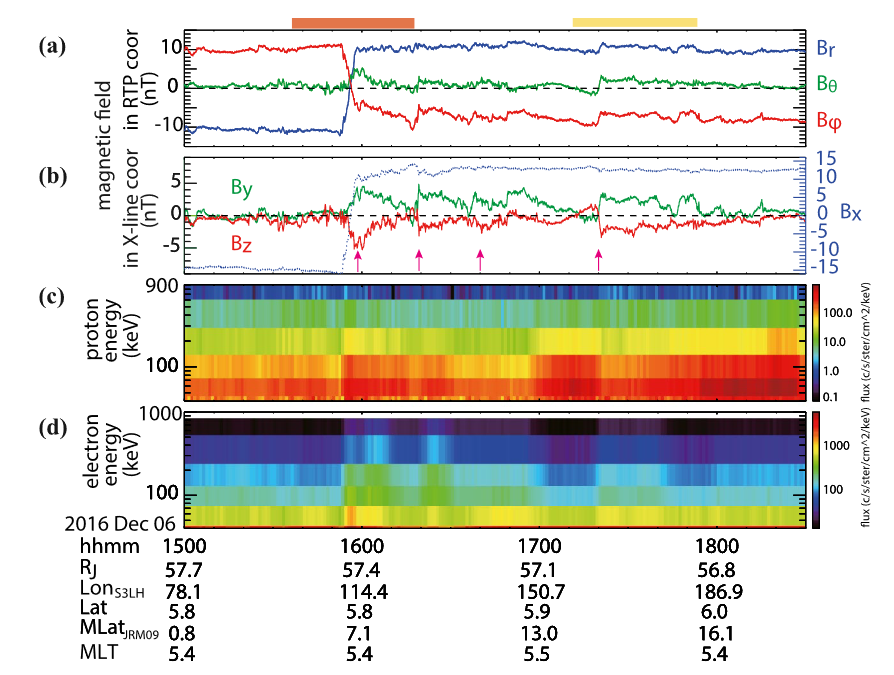 (a)
magnetic field
in RTP coor
(nT)
10
0
-10
Br
Bθ
Bφ
(b)
in X-line coor
(nT)
5
0
-5
By
Bz
15
10
5
0
-5
-10
-15
Bx
(c)
proton
energy
(keV)
900
100
100.0
10.0
1.0
0.1
flux (c/s/ster/cm^2/keV)
(d)
electron
energy
(keV)
1000
100
1000
100
flux (c/s/ster/cm^2/keV)
2016 Dec 06
hhmm 1500 1600 1700 1800
RJ 57.7 57.4 57.1 56.8
LonS3LH 78.1 114.4 150.7 186.9
Lat 5.8 5.8 5.9 6.0
MLatJRM09 0.8 7.1 13.0 16.1
MLT 5.4 5.4 5.5 5.4